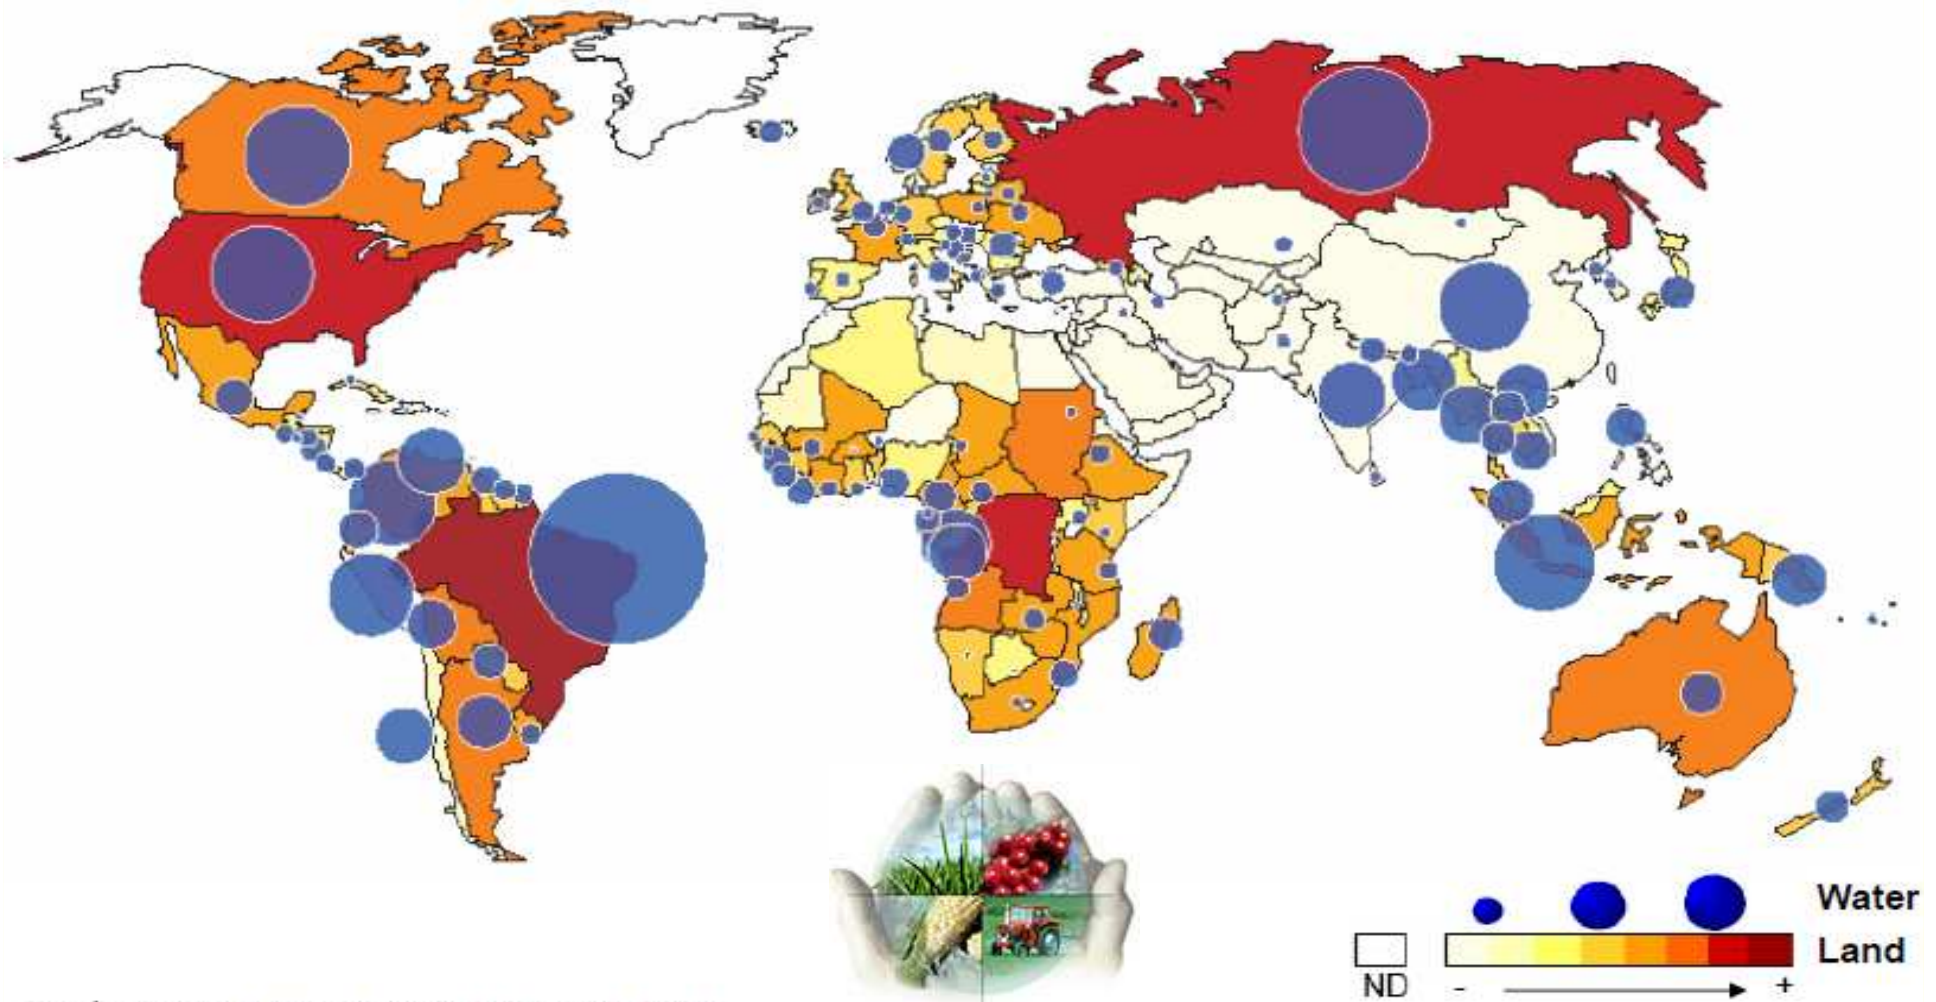 Water
Land
ND - +